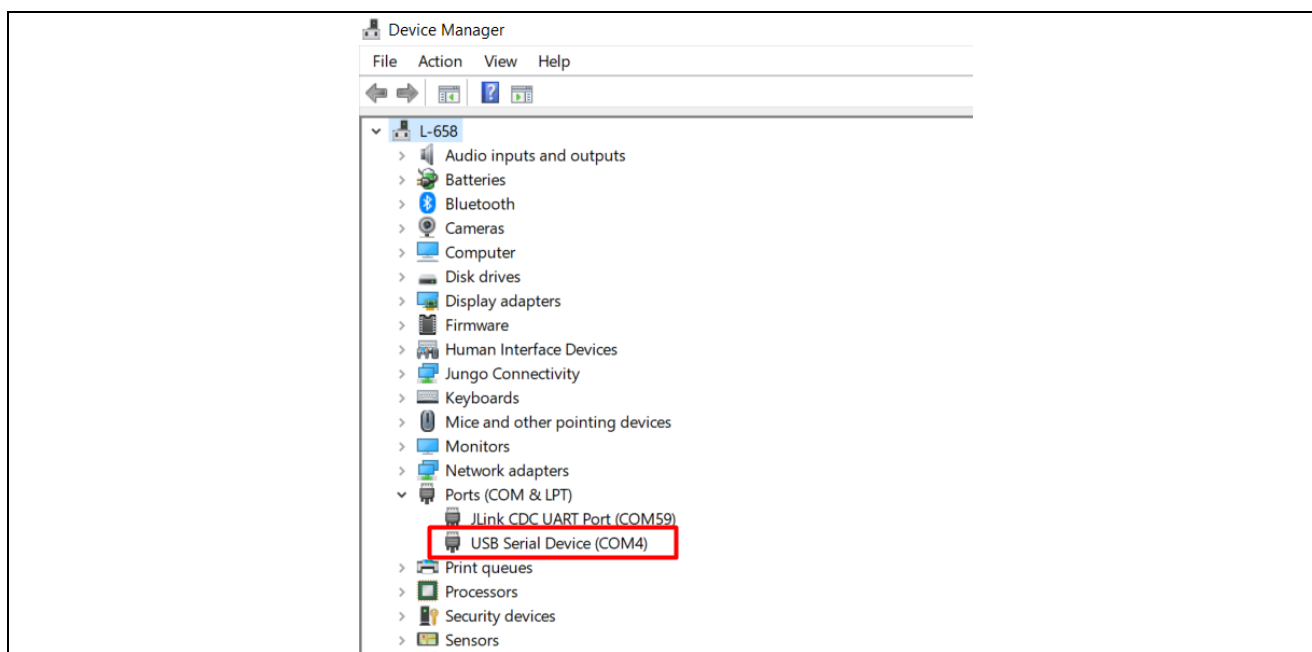 Device Manager
File Action View Help
L-658
Audio inputs and outputs
Batteries
Bluetooth
Cameras
Computer
Disk drives
Display adapters
Firmware
Human Interface Devices
Jungo Connectivity
Keyboards
Mice and other pointing devices
Monitors
Network adapters
Ports (COM & LPT)
JLink CDC UART Port (COM59)
USB Serial Device (COM4)
Print queues
Processors
Security devices
Sensors